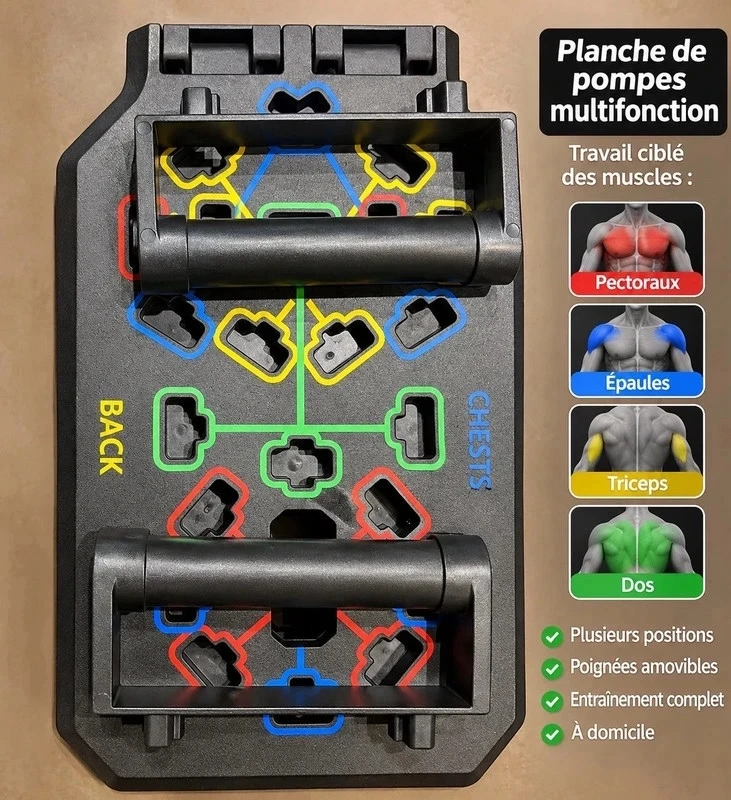 Planche de
pompes
multifonction
Travail ciblé
des muscles :
Pectoraux
Épaules
Triceps
Dos
Plusieurs positions
Poignées amovibles
Entraînement complet
À domicile
BACK
CHESTS